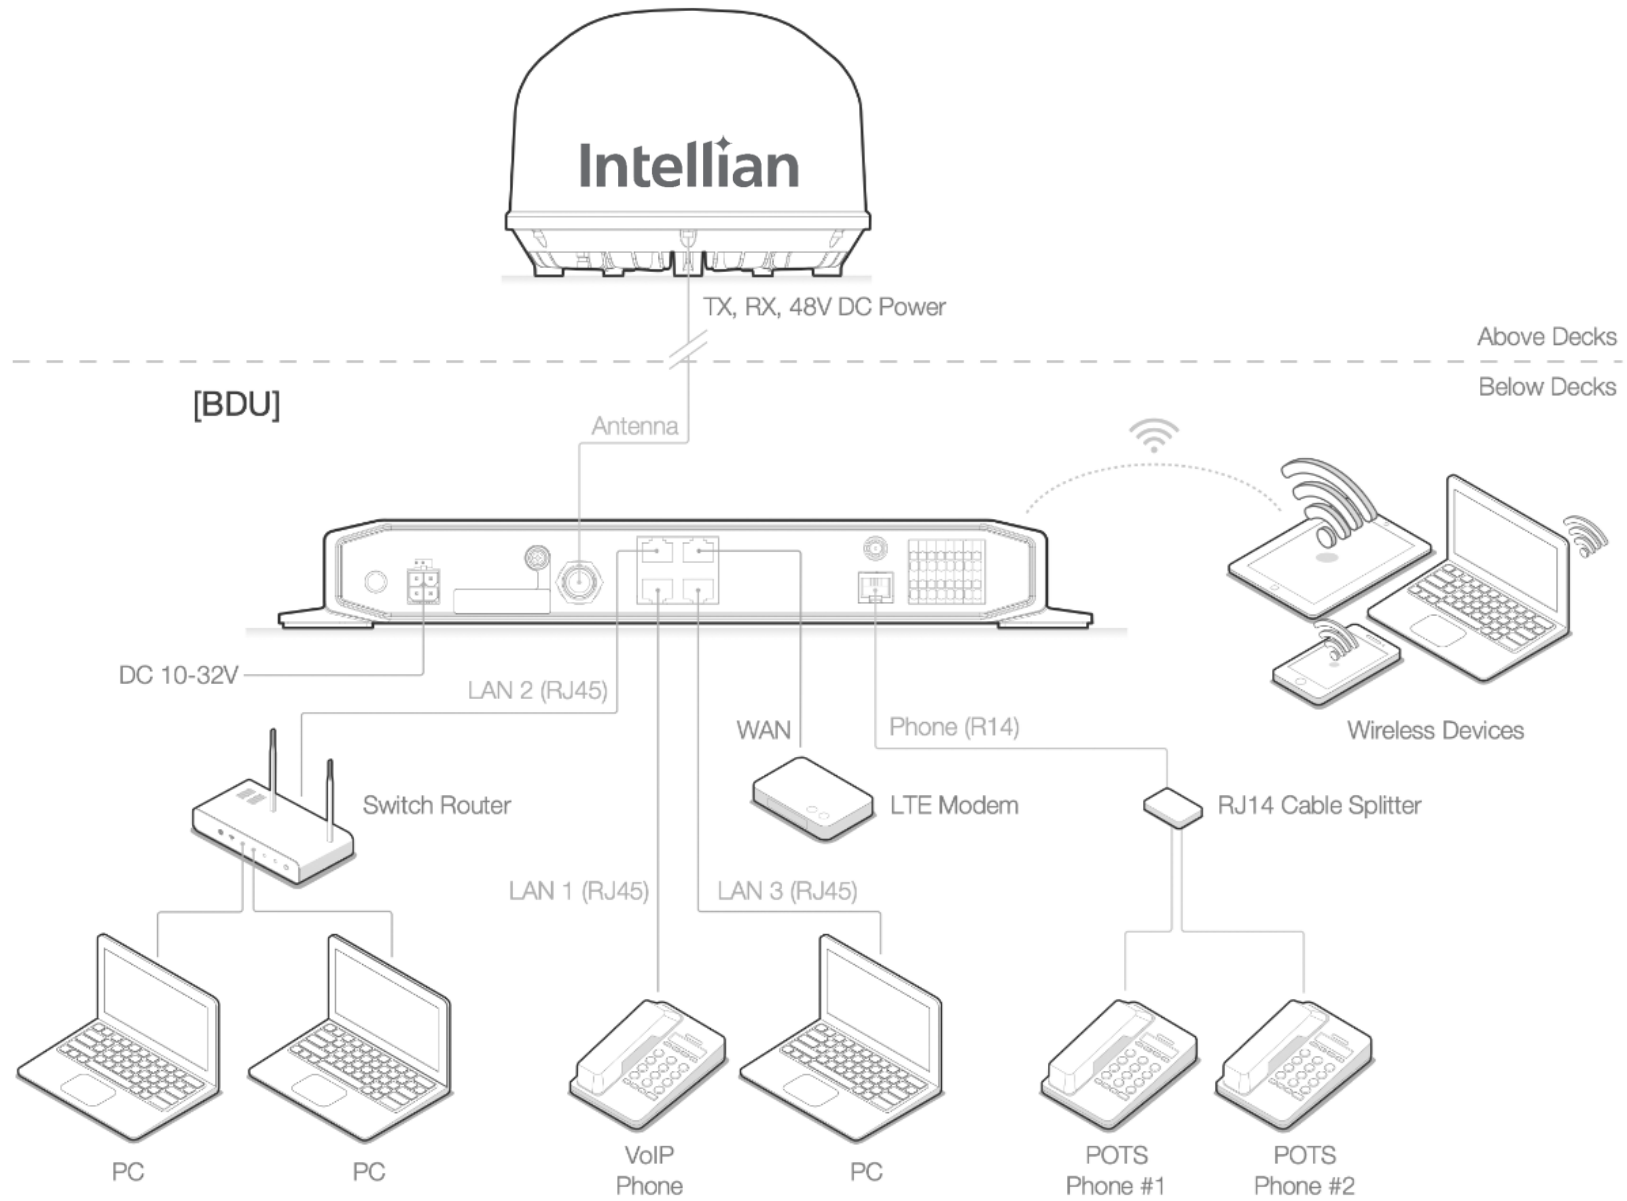 Intellian
TX, RX, 48V DC Power
Above Decks
Below Decks
[BDU]
Antenna
DC 10-32V
LAN 2 (RJ45)
WAN
Phone (R14)
Wireless Devices
Switch Router
LTE Modem
RJ14 Cable Splitter
LAN 1 (RJ45)
LAN 3 (RJ45)
PC
PC
VoIP
Phone
PC
POTS
Phone #1
POTS
Phone #2